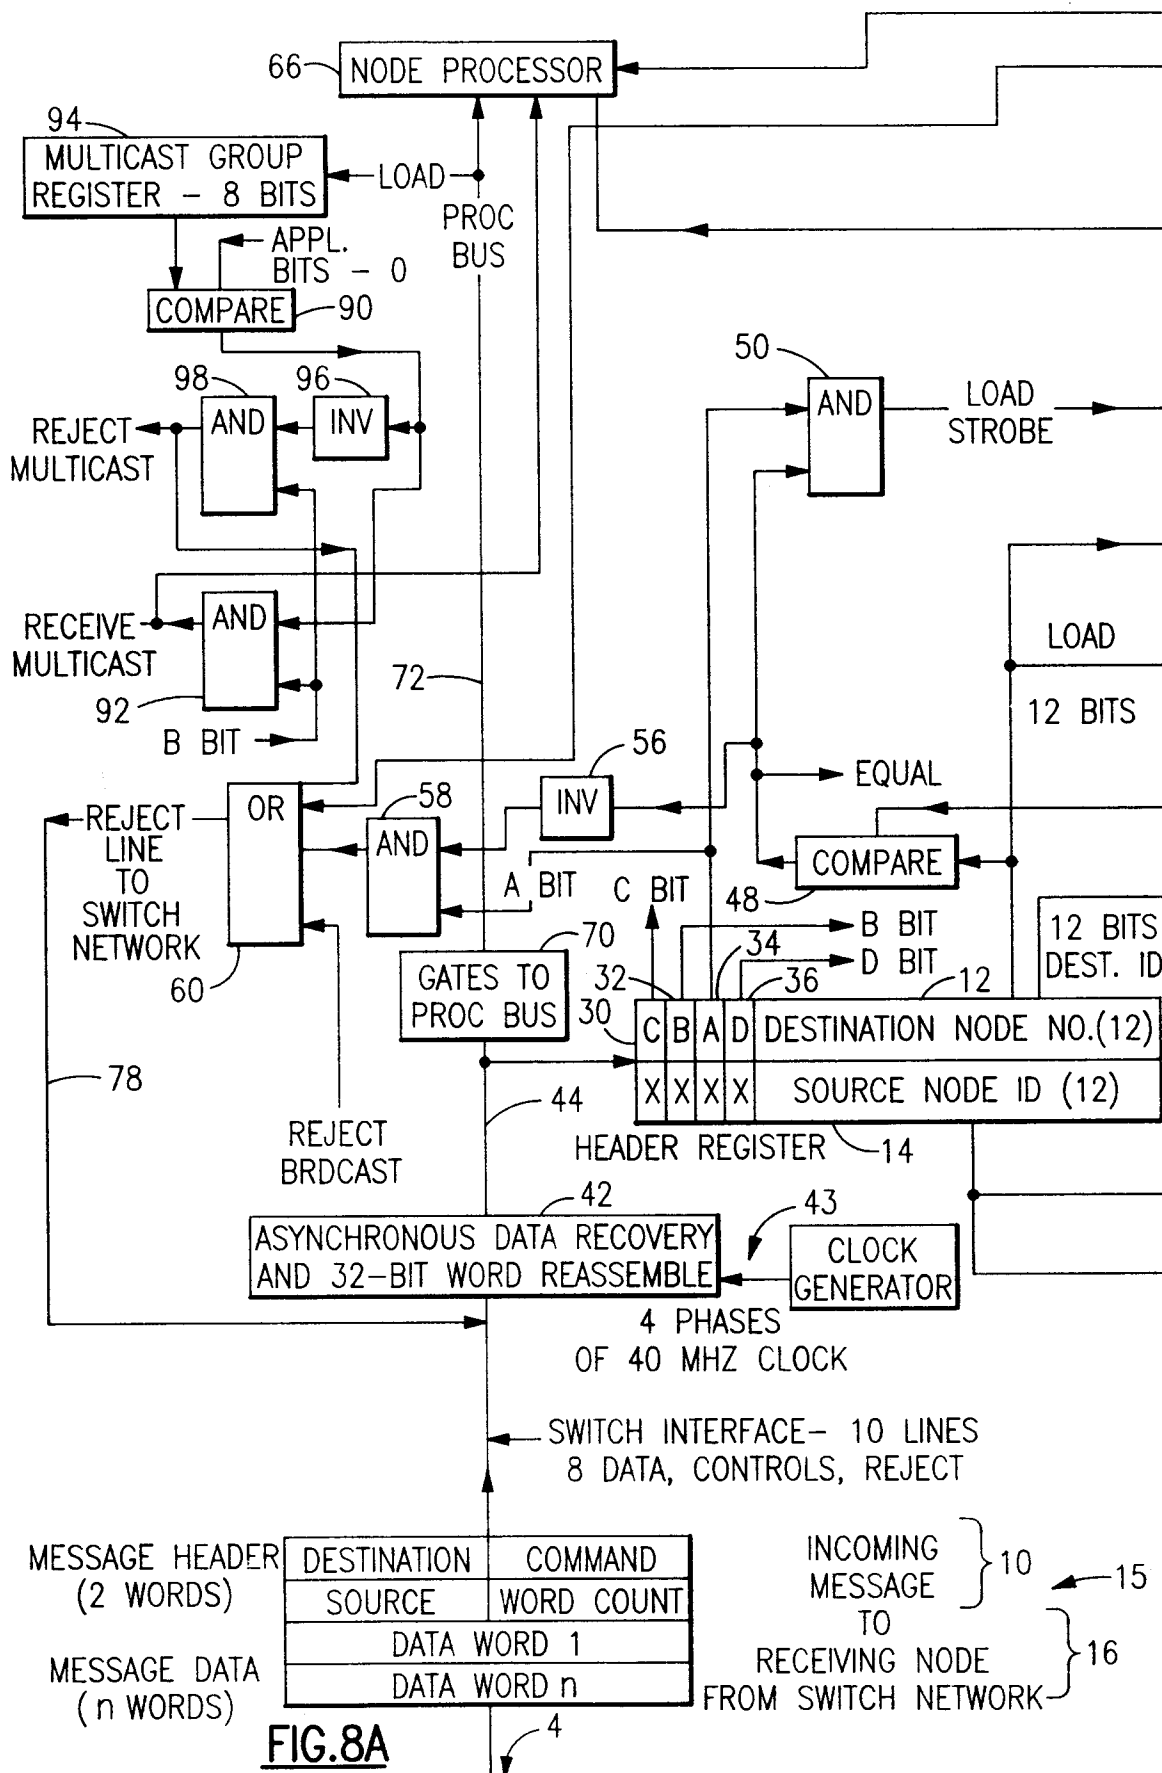 66
NODE PROCESSOR
94
MULTICAST GROUP
REGISTER - 8 BITS
LOAD
PROC
BUS
APPL.
BITS - 0
COMPARE
90
50
98
96
AND
INV
AND
LOAD
STROBE
REJECT
MULTICAST
AND
RECEIVE
MULTICAST
LOAD
72
92
12 BITS
B BIT
56
EQUAL
OR
58
INV
REJECT
LINE
TO
SWITCH
NETWORK
AND
COMPARE
A BIT
C BIT
48
B BIT
12 BITS
DEST. ID
60
70
32
34
D BIT
36
12
GATES TO
PROC BUS
30
C
B
A
D
DESTINATION NODE NO.(12)
X
X
X
X
SOURCE NODE ID (12)
78
44
REJECT
BRDCAST
HEADER REGISTER
14
42
43
ASYNCHRONOUS DATA RECOVERY
AND 32-BIT WORD REASSEMBLE
CLOCK
GENERATOR
4 PHASES
OF 40 MHZ CLOCK
SWITCH INTERFACE- 10 LINES
8 DATA, CONTROLS, REJECT
MESSAGE HEADER
(2 WORDS)
DESTINATION
COMMAND
SOURCE
WORD COUNT
DATA WORD 1
DATA WORD n
MESSAGE DATA
(n WORDS)
INCOMING
MESSAGE
TO
RECEIVING NODE
FROM SWITCH NETWORK
10
15
16
4
FIG.8A